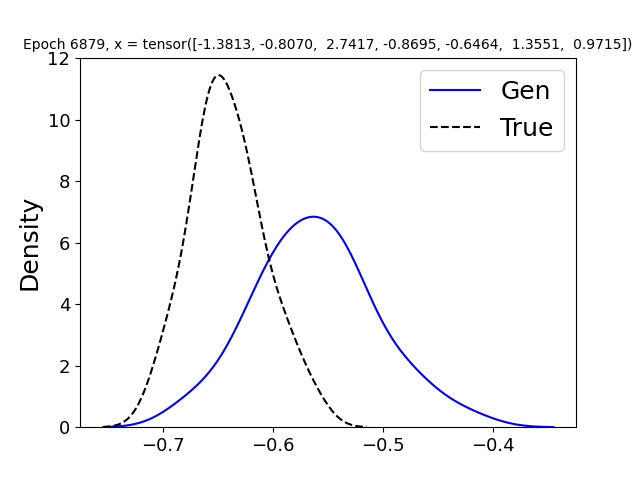 Epoch 6879, x = tensor([-1.3813, -0.8070,  2.7417, -0.8695, -0.6464,  1.3551,  0.9715])
12
10
8
6
4
2
0
Density
Gen
True
−0.7
−0.6
−0.5
−0.4